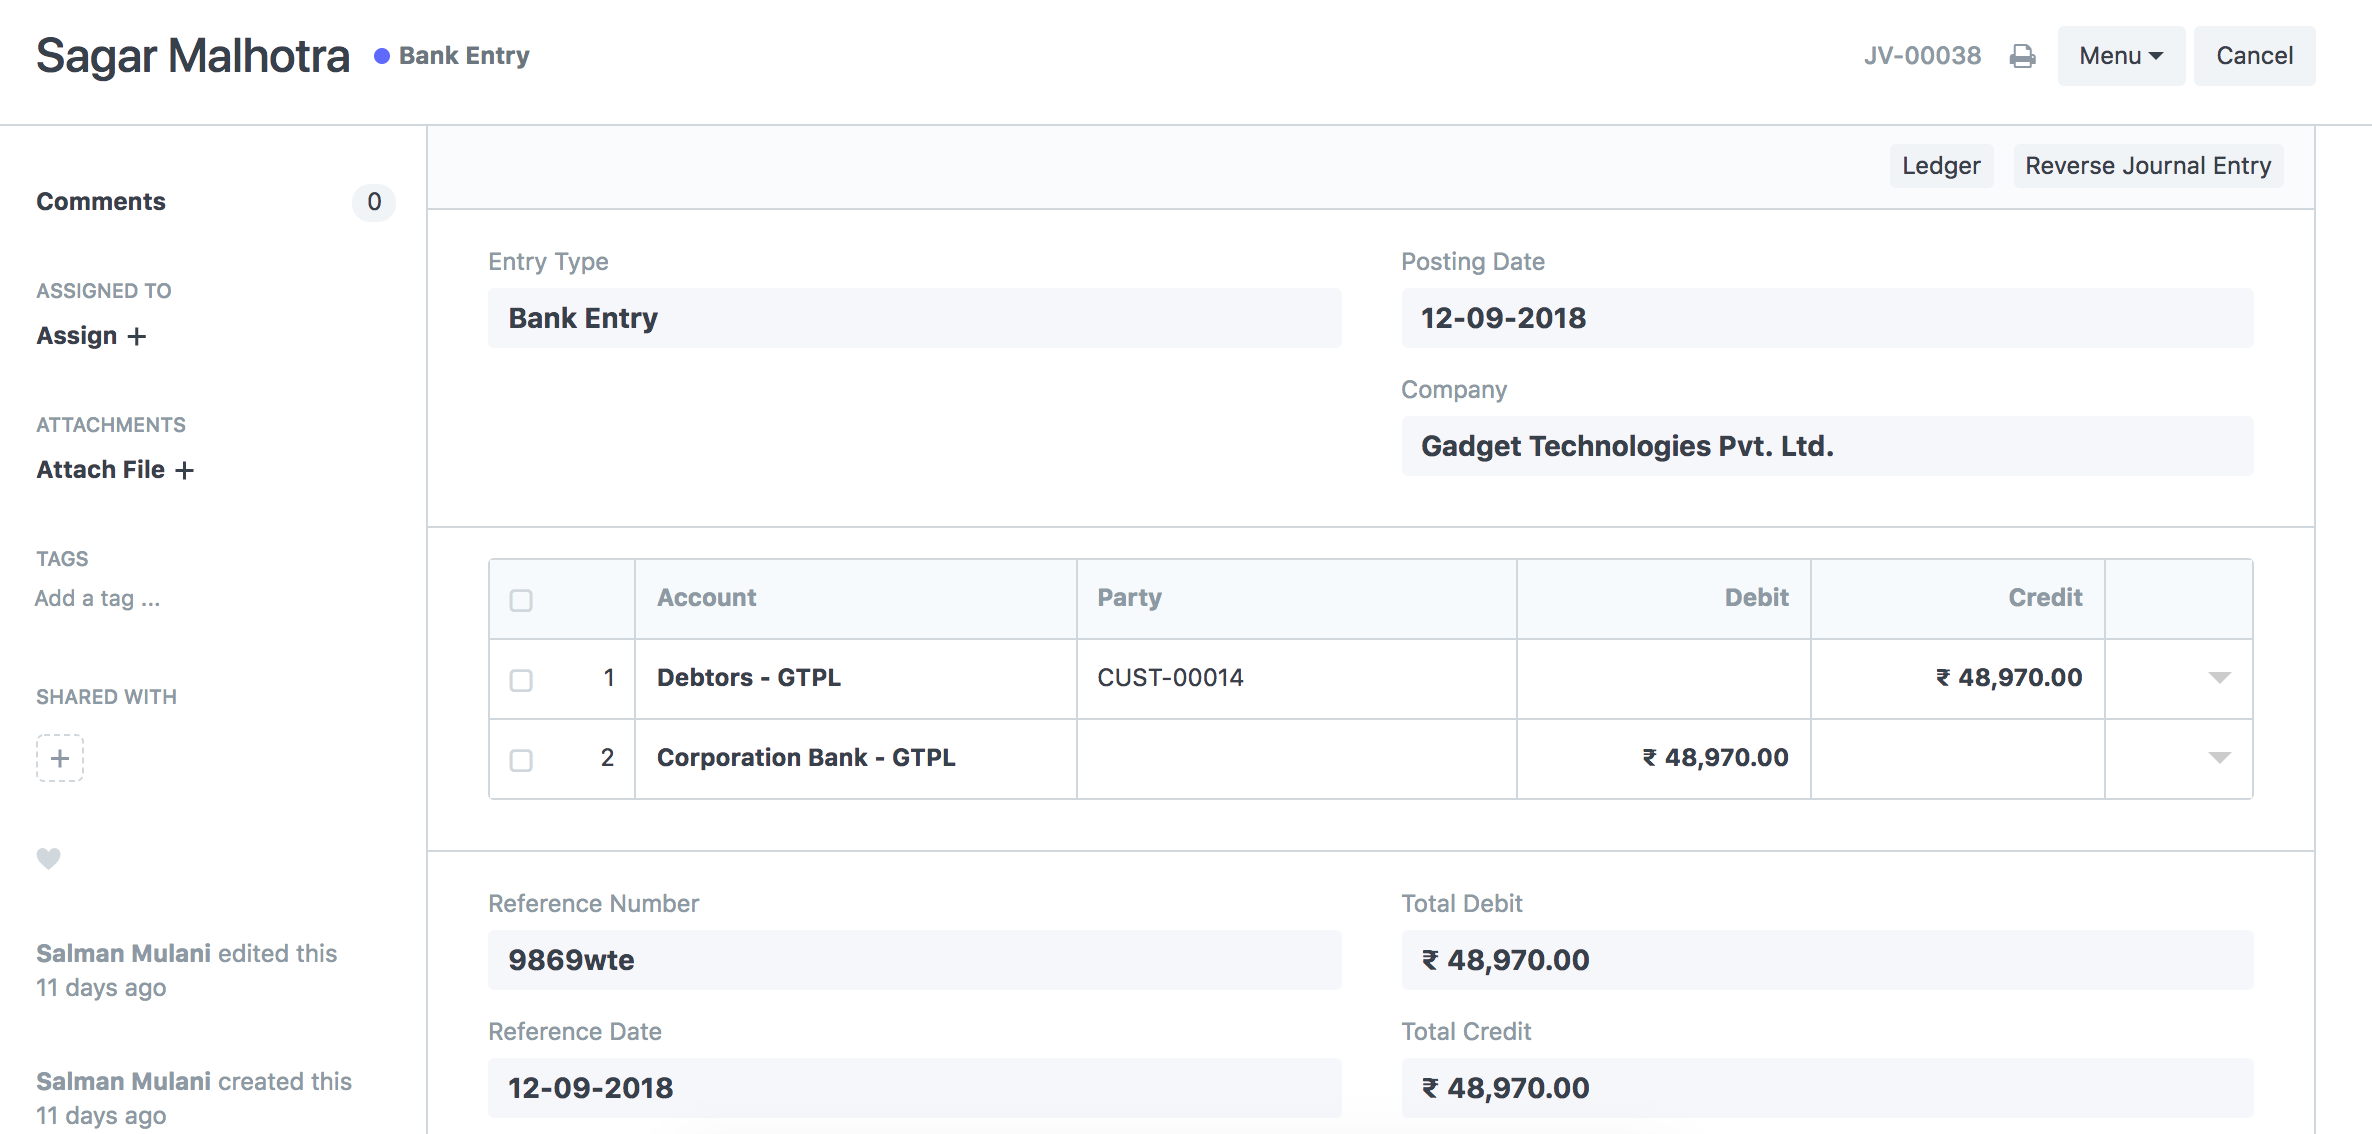 Sagar Malhotra Bank Entry JV-00038 Menu Cancel
Ledger Reverse Journal Entry
Comments 0
ASSIGNED TO
Assign +
ATTACHMENTS
Attach File +
TAGS
Add a tag ...
SHARED WITH
+
Salman Mulani edited this
11 days ago
Salman Mulani created this
11 days ago
Entry Type
Bank Entry
Posting Date
12-09-2018
Company
Gadget Technologies Pvt. Ltd.
Account Party Debit Credit
1 Debtors - GTPL CUST-00014 ₹ 48,970.00
2 Corporation Bank - GTPL ₹ 48,970.00
Reference Number
9869wte
Reference Date
12-09-2018
Total Debit
₹ 48,970.00
Total Credit
₹ 48,970.00